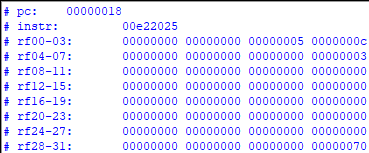 # pc: 00000018
# instr: 00e22025
# rf00-03: 00000000 00000000 00000005 0000000c
# rf04-07: 00000000 00000000 00000000 00000003
# rf08-11: 00000000 00000000 00000000 00000000
# rf12-15: 00000000 00000000 00000000 00000000
# rf16-19: 00000000 00000000 00000000 00000000
# rf20-23: 00000000 00000000 00000000 00000000
# rf24-27: 00000000 00000000 00000000 00000000
# rf28-31: 00000000 00000000 00000000 00000070